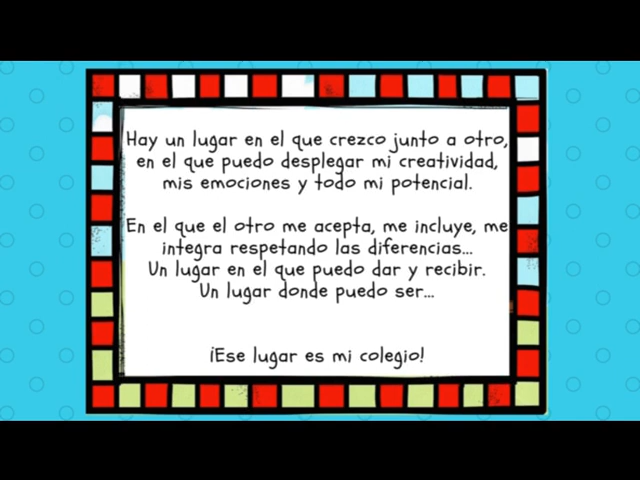 Hay un lugar en el que crezco junto a otro,
en el que puedo desplegar mi creatividad,
mis emociones y todo mi potencial.
En el que el otro me acepta, me incluye, me
integra respetando las diferencias...
Un lugar en el que puedo dar y recibir.
Un lugar donde puedo ser...
¡Ese lugar es mi colegio!